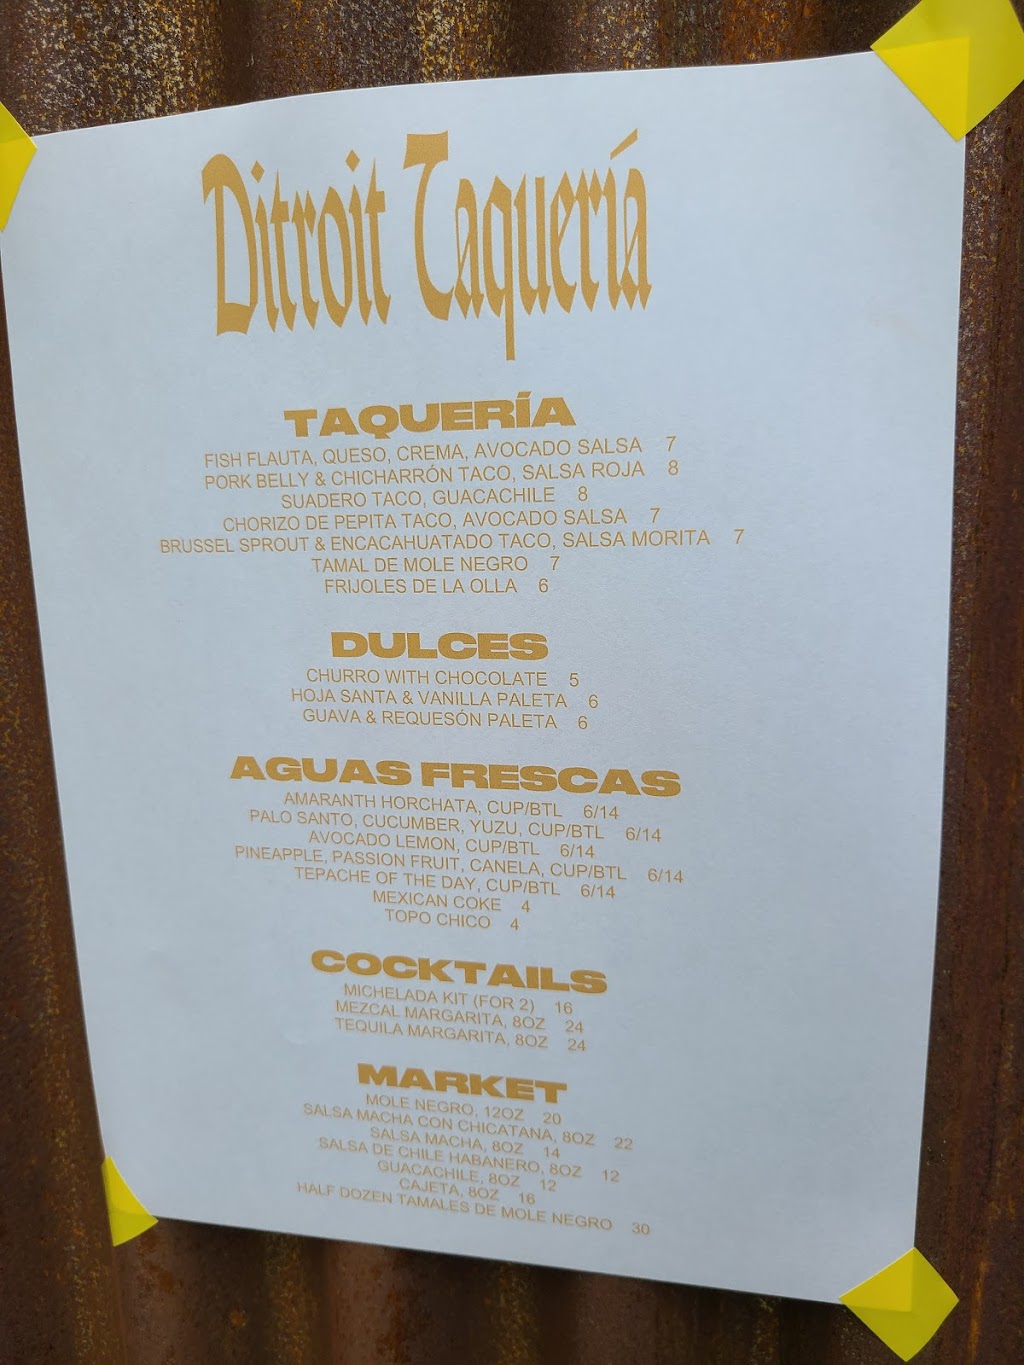 Ditroit Taquería
TAQUERÍA
FISH FLAUTA, QUESO, CREMA, AVOCADO SALSA 7
PORK BELLY & CHICHARRÓN TACO, SALSA ROJA 8
SUADERO TACO, GUACACHILE 8
CHORIZO DE PEPITA TACO, AVOCADO SALSA 7
BRUSSEL SPROUT & ENCACAHUATADO TACO, SALSA MORITA 7
TAMAL DE MOLE NEGRO 7
FRIJOLES DE LA OLLA 6
DULCES
CHURRO WITH CHOCOLATE 5
HOJA SANTA & VANILLA PALETA 6
GUAVA & REQUESÓN PALETA 6
AGUAS FRESCAS
AMARANTH HORCHATA, CUP/BTL 6/14
PALO SANTO, CUCUMBER, YUZU, CUP/BTL 6/14
AVOCADO LEMON, CUP/BTL 6/14
PINEAPPLE, PASSION FRUIT, CANELA, CUP/BTL 6/14
TEPACHE OF THE DAY, CUP/BTL 6/14
MEXICAN COKE 4
TOPO CHICO 4
COCKTAILS
MICHELADA KIT (FOR 2) 16
MEZCAL MARGARITA, 8OZ 24
TEQUILA MARGARITA, 8OZ 24
MARKET
MOLE NEGRO, 12OZ 20
SALSA MACHA CON CHICATANA, 8OZ 22
SALSA MACHA, 8OZ 14
SALSA DE CHILE HABANERO, 8OZ 12
GUACACHILE, 8OZ 12
CAJETA, 8OZ 16
HALF DOZEN TAMALES DE MOLE NEGRO 30